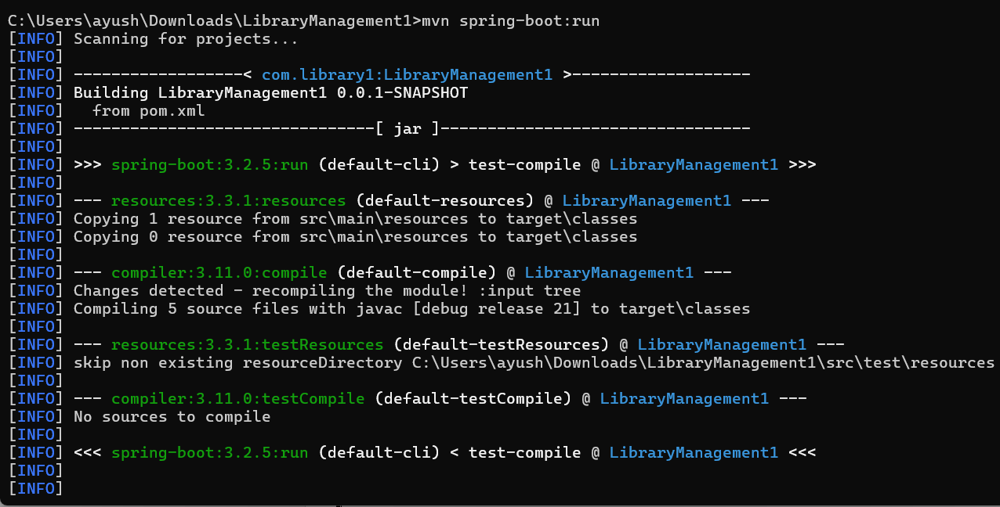 C:\Users\ayush\Downloads\LibraryManagement1>mvn spring-boot:run
[INFO] Scanning for projects...
[INFO]
[INFO] ------------------< com.library1:LibraryManagement1 >-------------------
[INFO] Building LibraryManagement1 0.0.1-SNAPSHOT
[INFO]   from pom.xml
[INFO] --------------------------------[ jar ]---------------------------------
[INFO]
[INFO] >>> spring-boot:3.2.5:run (default-cli) > test-compile @ LibraryManagement1 >>>
[INFO]
[INFO] --- resources:3.3.1:resources (default-resources) @ LibraryManagement1 ---
[INFO] Copying 1 resource from src\main\resources to target\classes
[INFO] Copying 0 resource from src\main\resources to target\classes
[INFO]
[INFO] --- compiler:3.11.0:compile (default-compile) @ LibraryManagement1 ---
[INFO] Changes detected - recompiling the module! :input tree
[INFO] Compiling 5 source files with javac [debug release 21] to target\classes
[INFO]
[INFO] --- resources:3.3.1:testResources (default-testResources) @ LibraryManagement1 ---
[INFO] skip non existing resourceDirectory C:\Users\ayush\Downloads\LibraryManagement1\src\test\resources
[INFO]
[INFO] --- compiler:3.11.0:testCompile (default-testCompile) @ LibraryManagement1 ---
[INFO] No sources to compile
[INFO]
[INFO] <<< spring-boot:3.2.5:run (default-cli) < test-compile @ LibraryManagement1 <<<
[INFO]
[INFO]